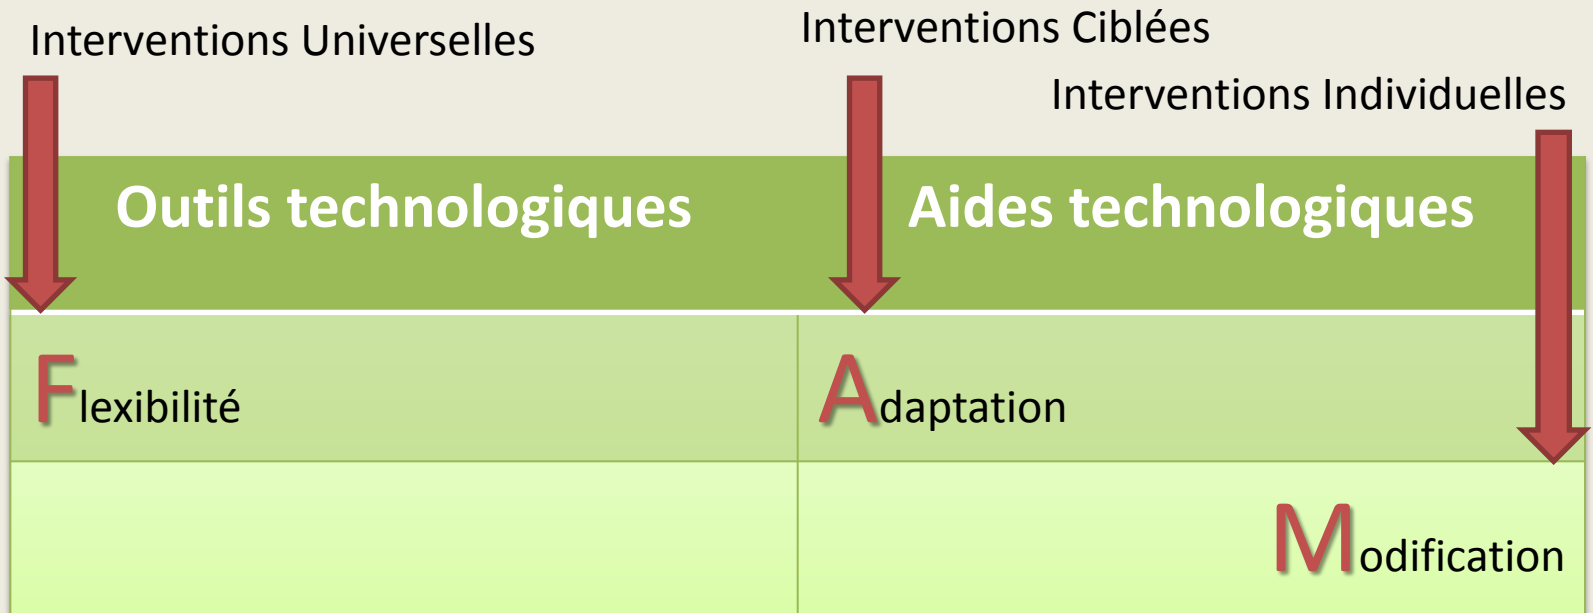 Interventions Universelles
Interventions Ciblées
Interventions Individuelles
Outils technologiques
Aides technologiques
Flexibilité
Adaptation
Modification